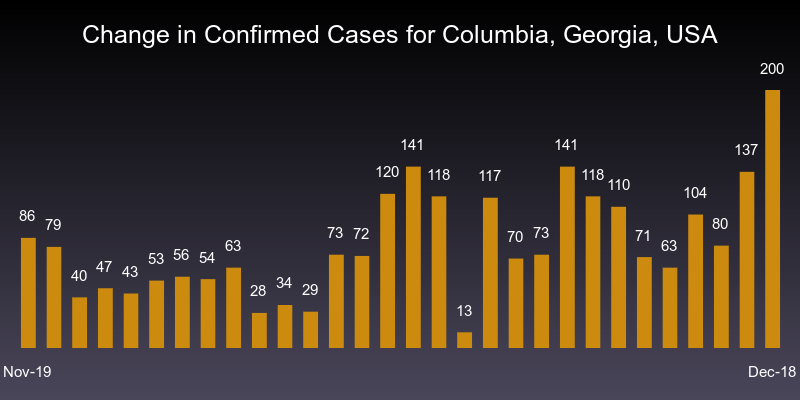 Change in Confirmed Cases for Columbia, Georgia, USA
86 79 40 47 43 53 56 54 63 28 34 29 73 72 120 141 118 13 117 70 73 141 118 110 71 63 104 80 137 200
Nov-19 Dec-18